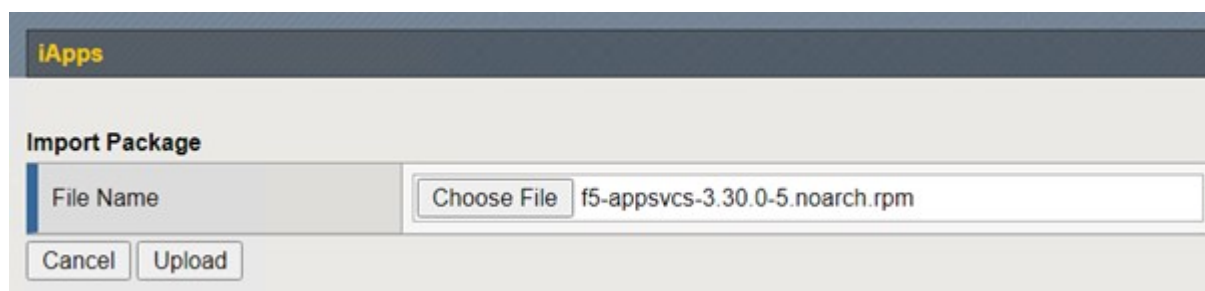 iApps
Import Package
File Name Choose File f5-appsvcs-3.30.0-5.noarch.rpm
Cancel Upload